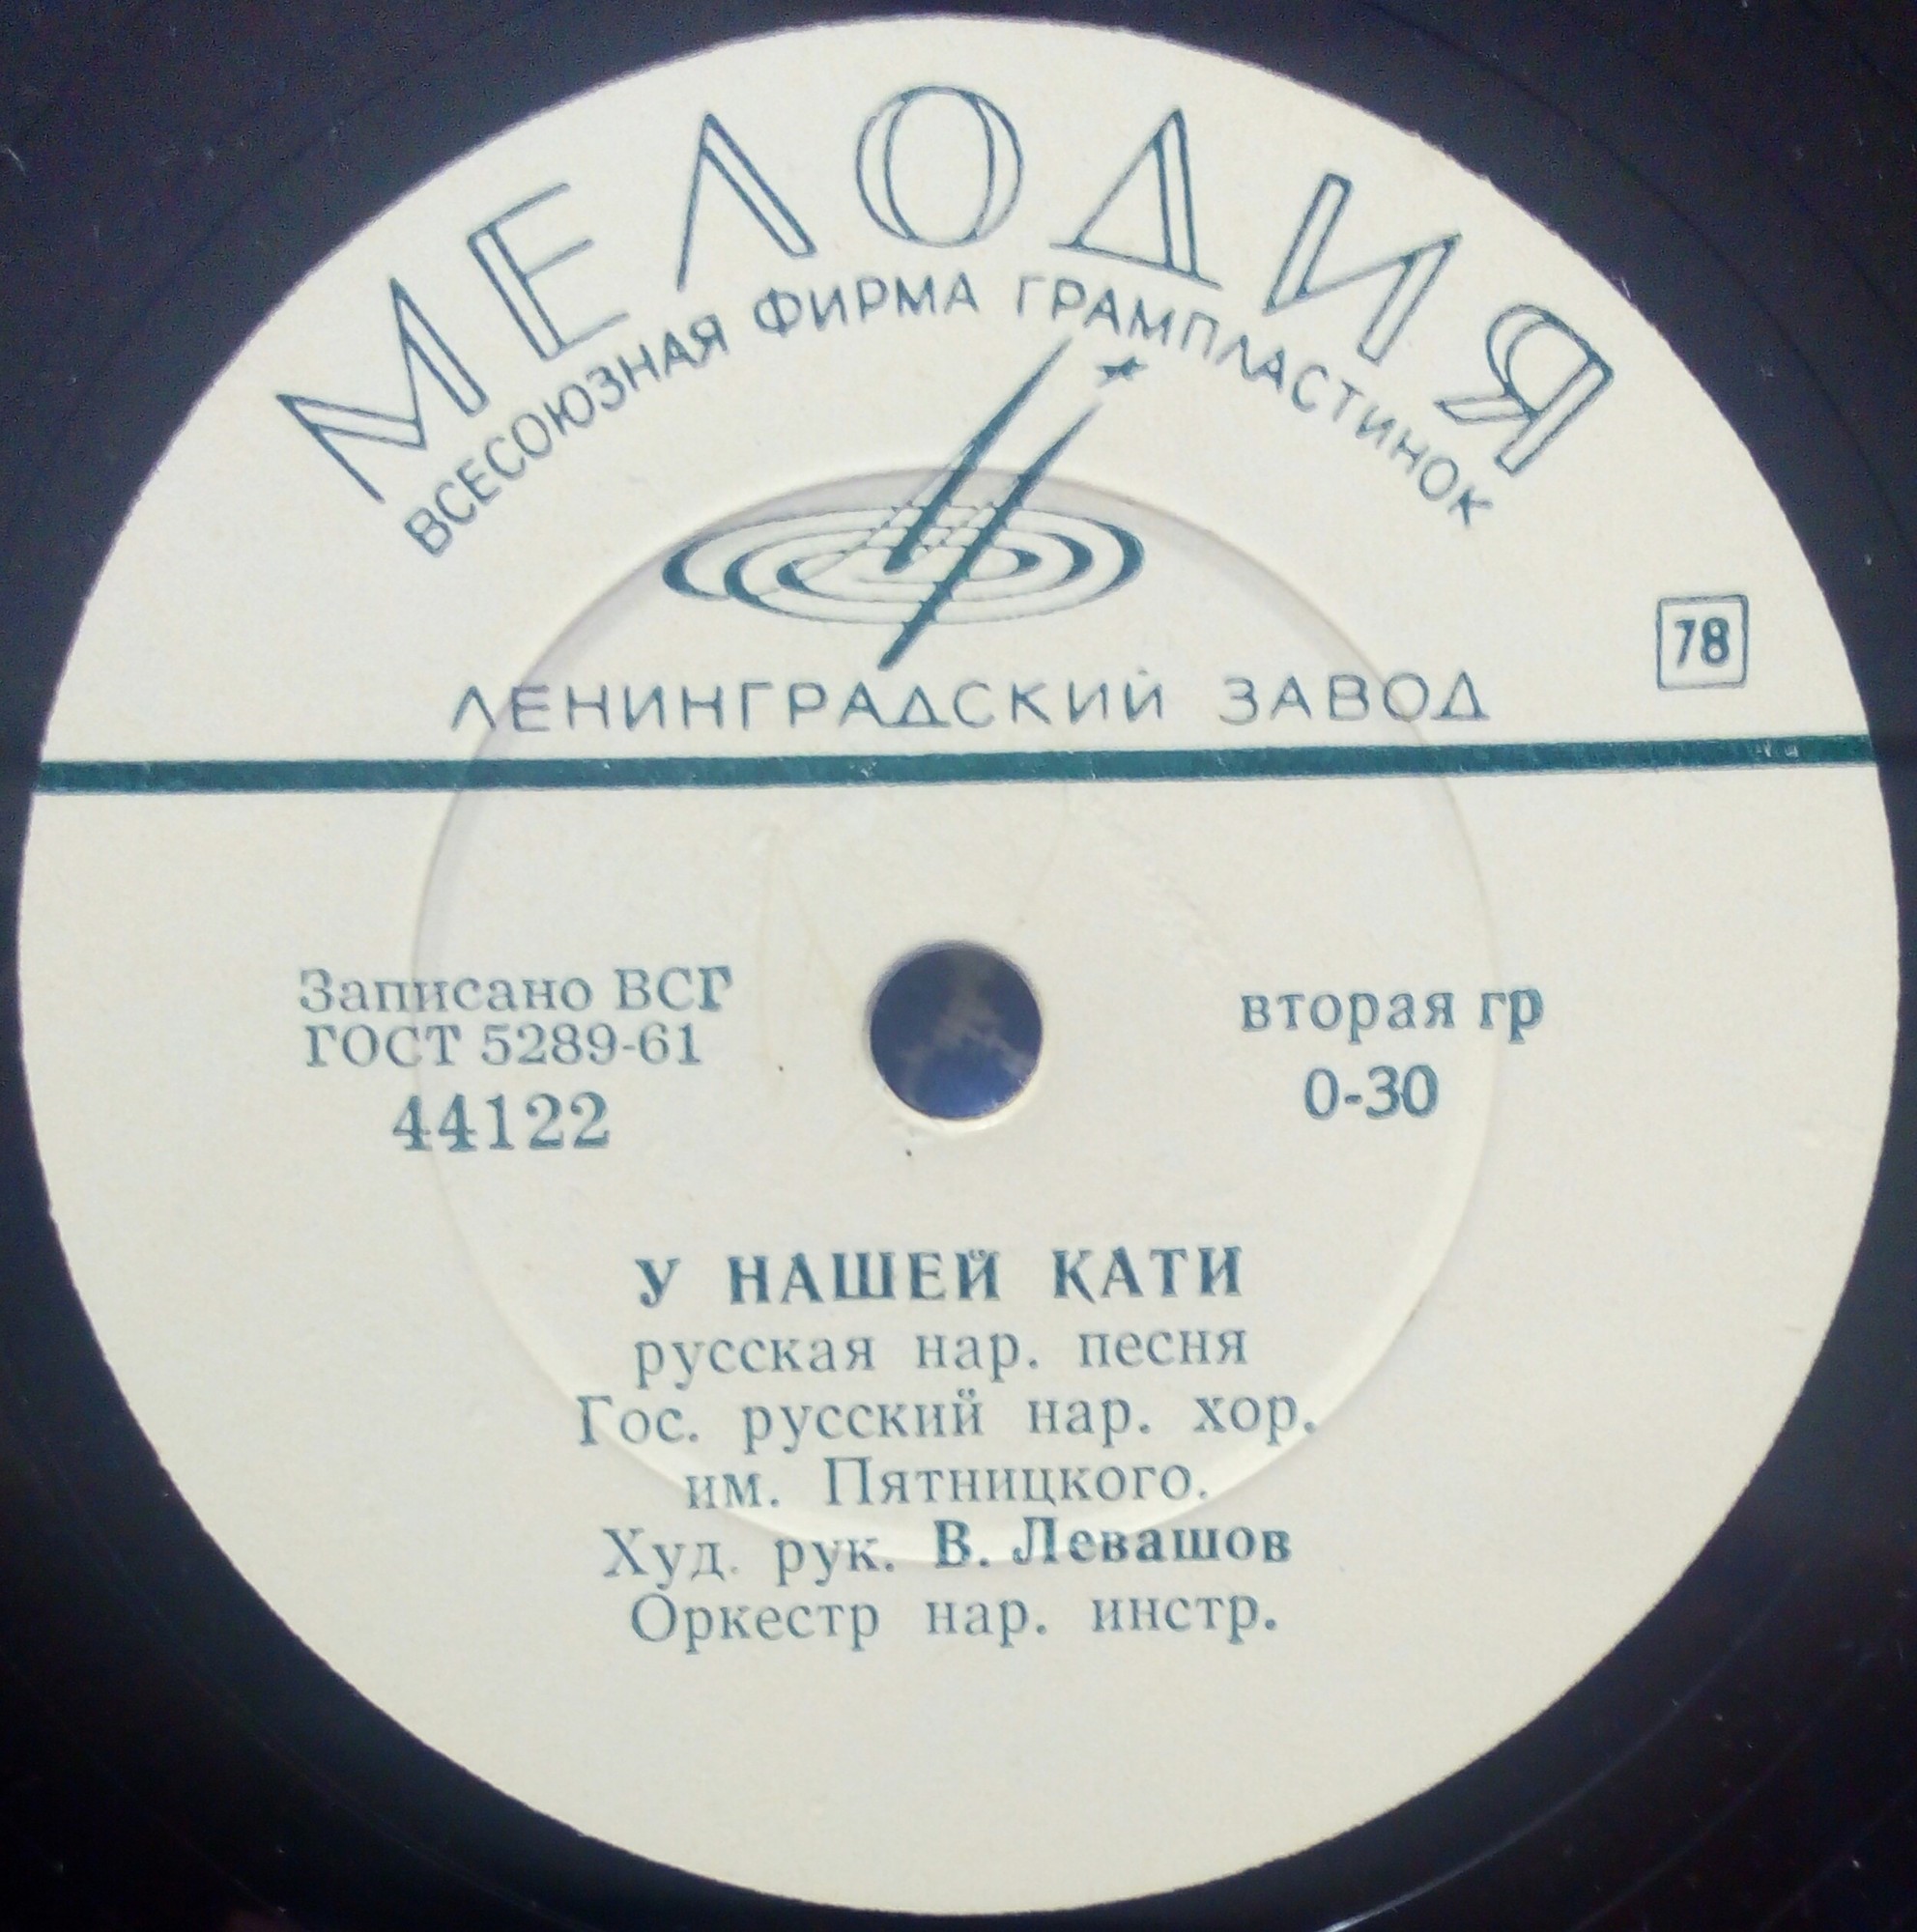 МЕЛОДИЯ
ВСЕСОЮЗНАЯ ФИРМА ГРАМПЛАСТИНОК
78
ЛЕНИНГРАДСКИЙ ЗАВОД
Записано ВСГ
ГОСТ 5289-61
44122
вторая гр
0-30
У НАШЕЙ КАТИ
русская нар. песня
Гос. русский нар. хор.
им. Пятницкого.
Худ. рук. В. Левашов
Оркестр нар. инстр.